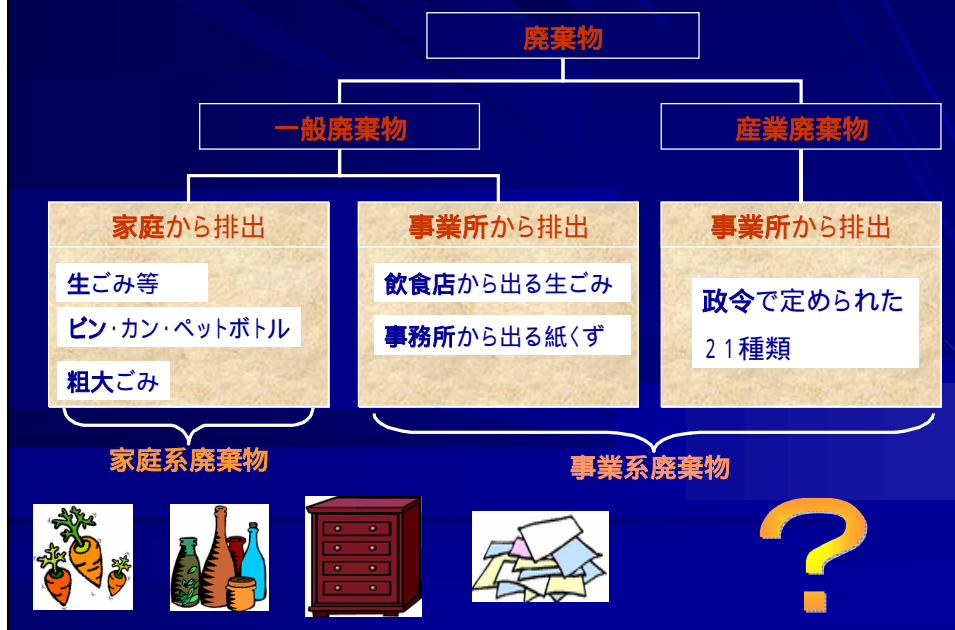 廃棄物
一般廃棄物
産業廃棄物
家庭から排出
生ごみ等
ビン・カン・ペットボトル
粗大ごみ
事業所から排出
飲食店から出る生ごみ
事務所から出る紙くず
事業所から排出
政令で定められた
21種類
家庭系廃棄物
事業系廃棄物
?